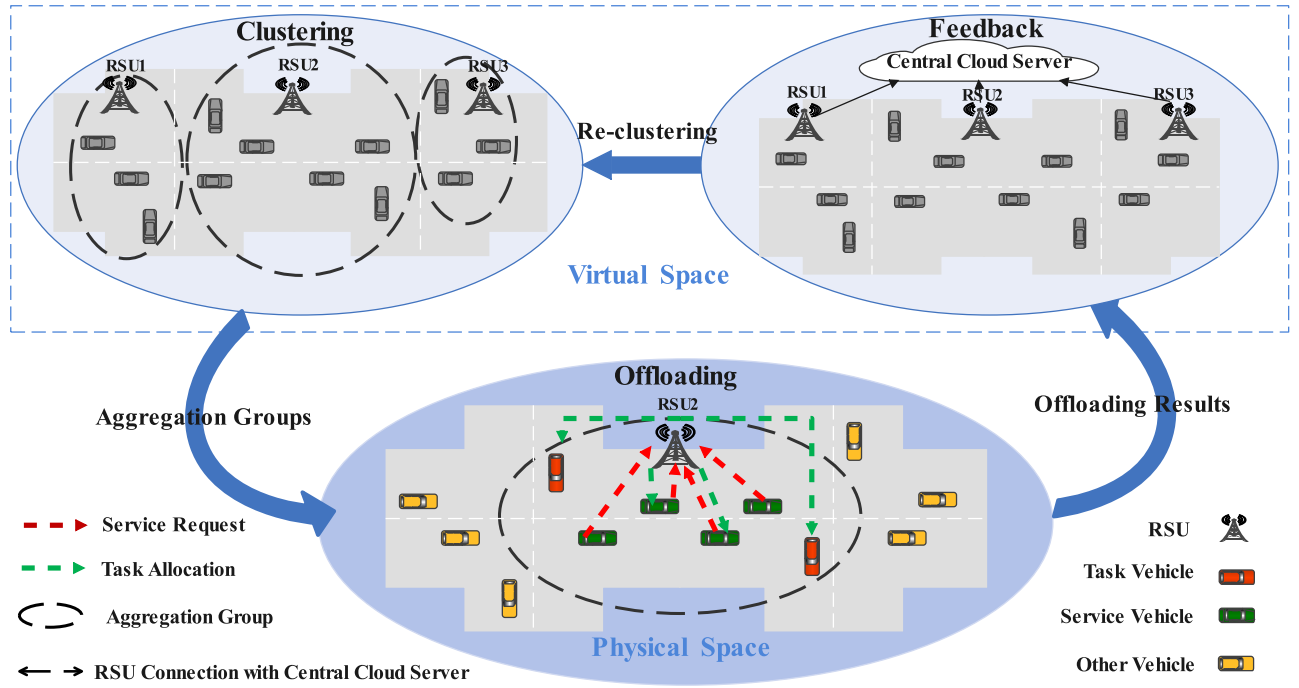 Clustering
RSU1
RSU2
RSU3
Feedback
Central Cloud Server
RSU1
RSU2
RSU3
Re-clustering
Virtual Space
Aggregation Groups
Offloading Results
Offloading
RSU2
Physical Space
Service Request
Task Allocation
Aggregation Group
RSU Connection with Central Cloud Server
RSU
Task Vehicle
Service Vehicle
Other Vehicle